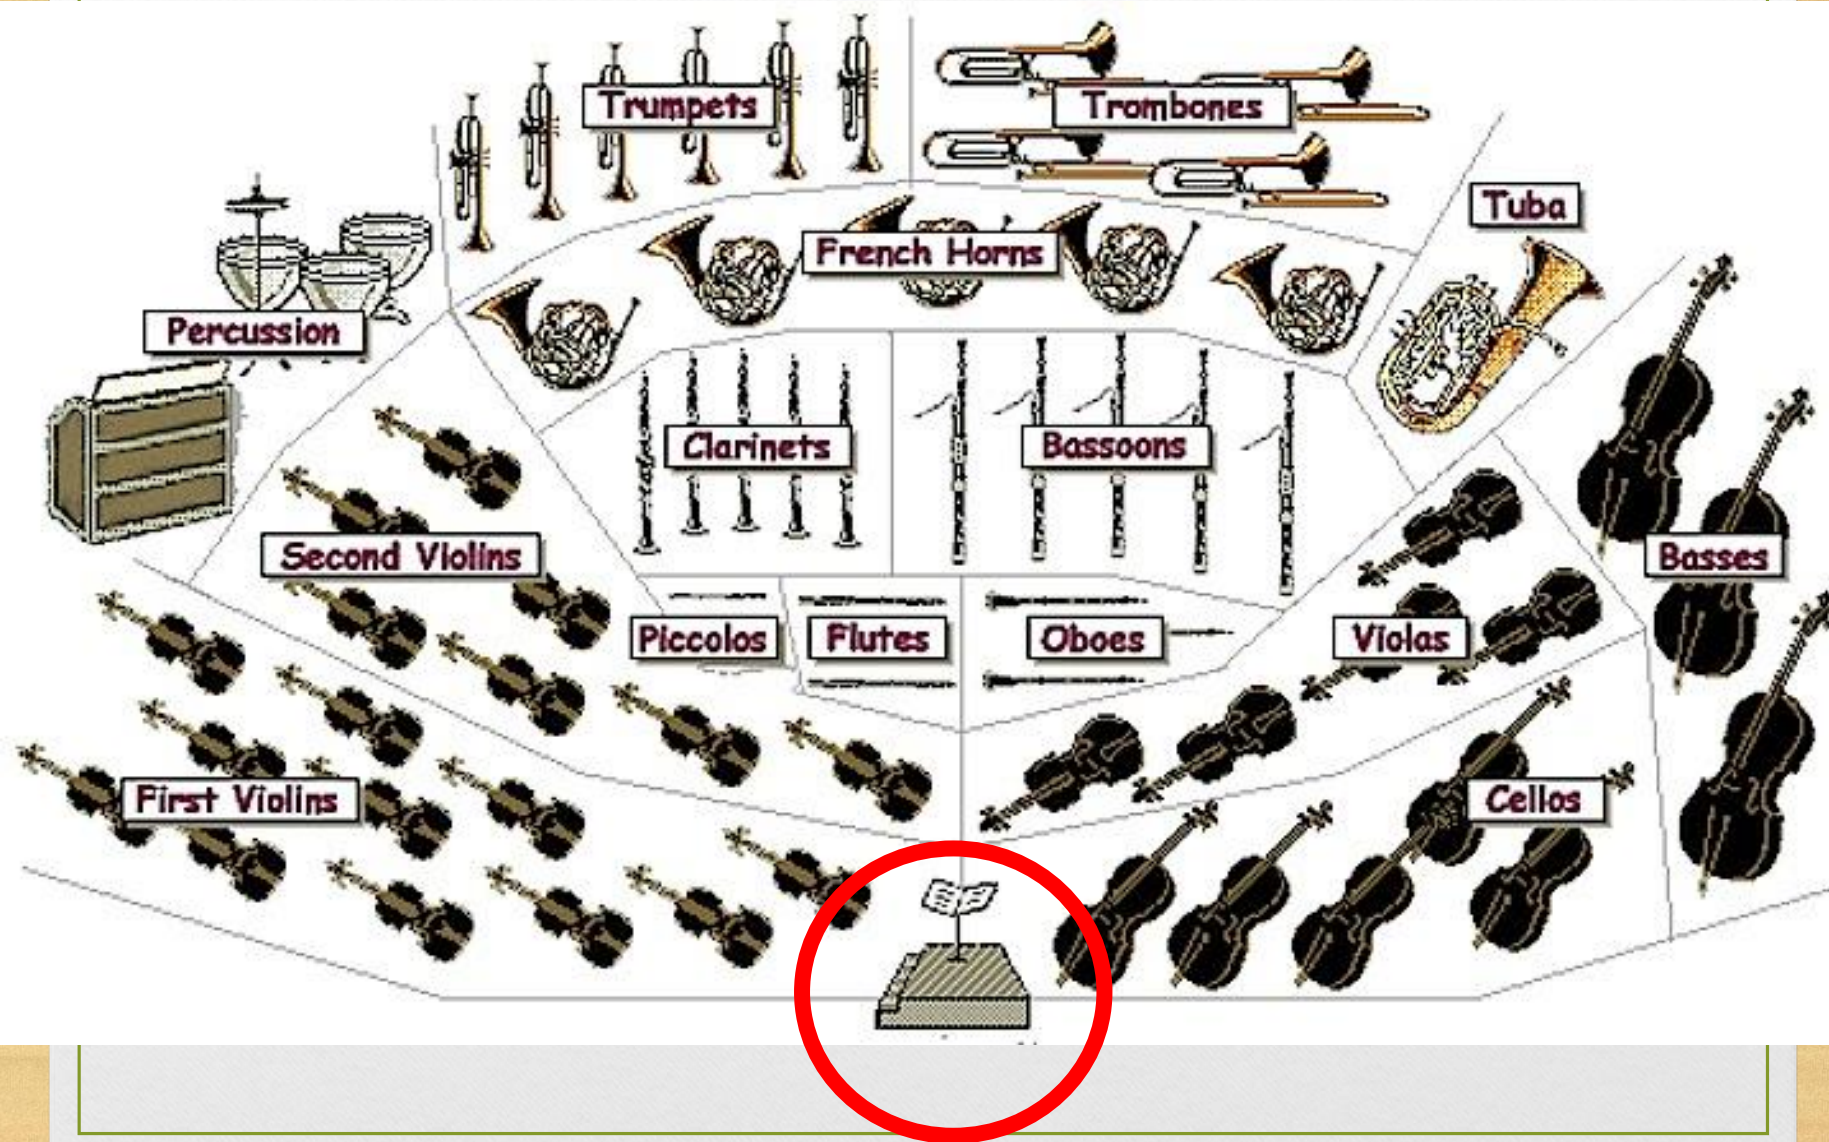 Trumpets
Trombones
Tuba
French Horns
Percussion
Clarinets
Bassoons
Second Violins
Basses
Piccolos
Flutes
Oboes
Violas
First Violins
Cellos